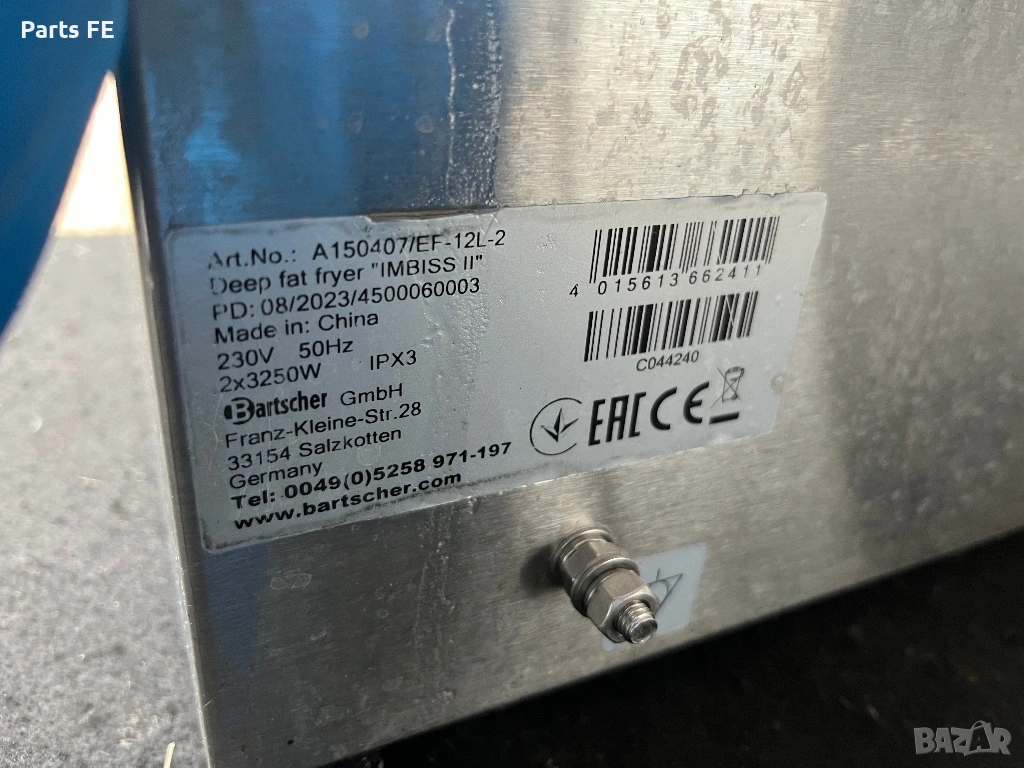 Parts FE
Art.No.: A150407/EF-12L-2
Deep fat fryer "IMBISS II"
PD: 08/2023/4500060003
Made in: China
230V 50Hz
2x3250W IPX3
Bartscher GmbH
Franz-Kleine-Str.28
33154 Salzkotten
Germany
Tel: 0049(0)5258 971-197
www.bartscher.com
4 015613 662411
C044240
EAC CE
BAZAR